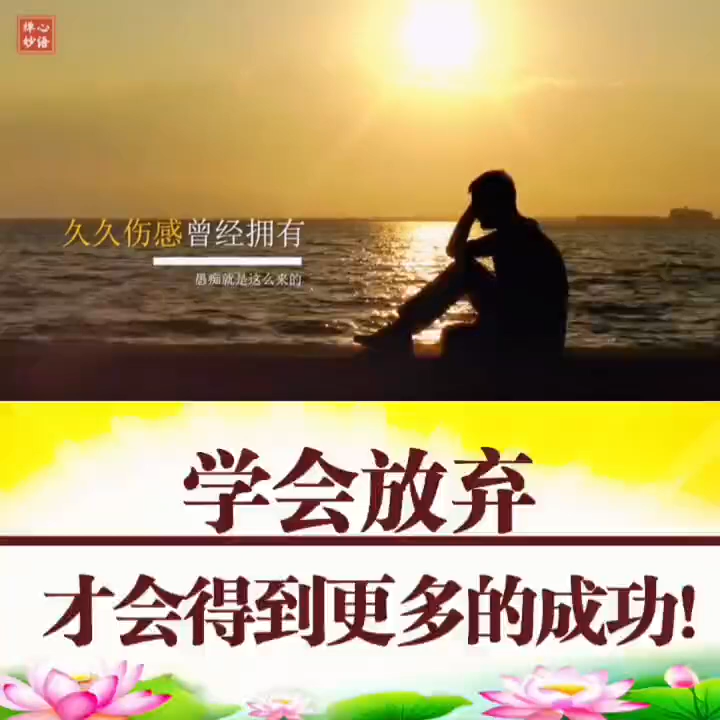 禅心
妙语
久久伤感曾经拥有
愚痴就是这么来的
学会放弃
才会得到更多的成功!